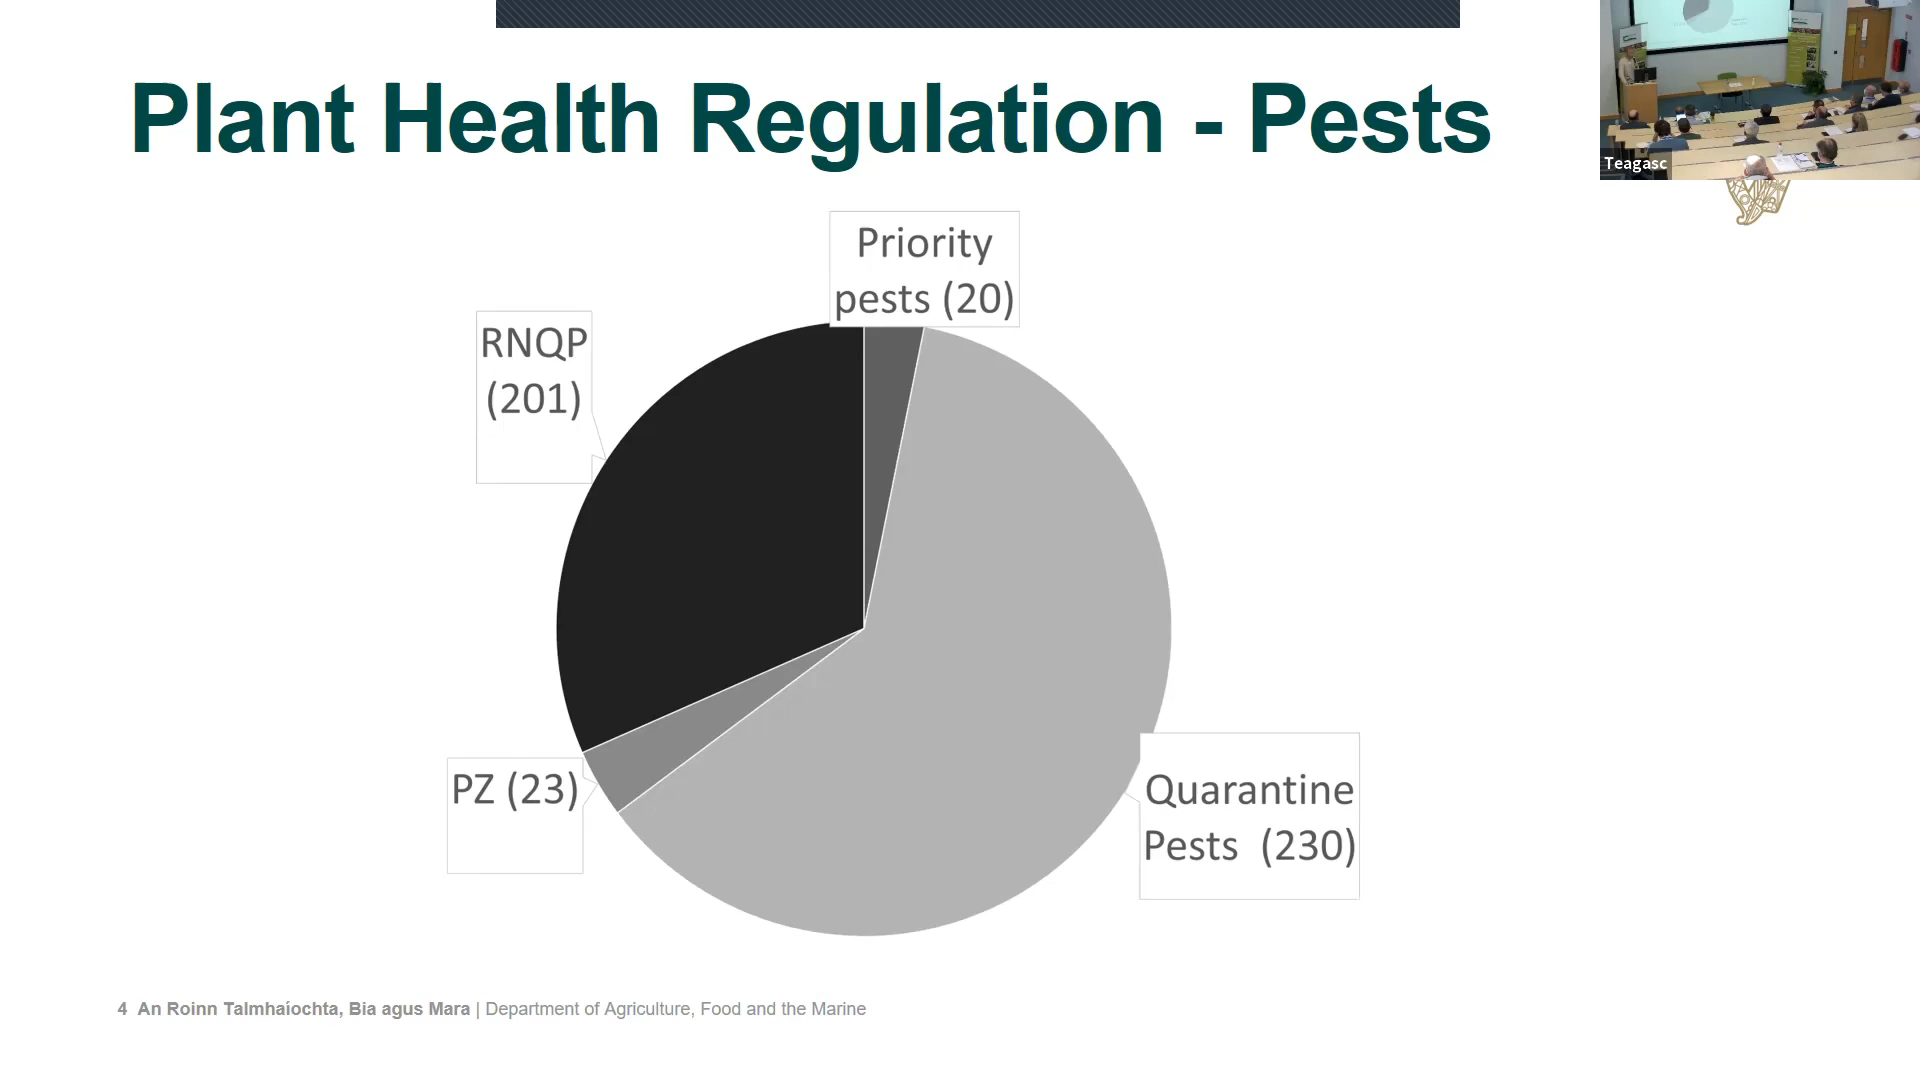 Plant Health Regulation - Pests
Teagasc
Priority
pests (20)
RNQP
(201)
PZ (23)
Quarantine
Pests (230)
4 An Roinn Talmhaíochta, Bia agus Mara | Department of Agriculture, Food and the Marine